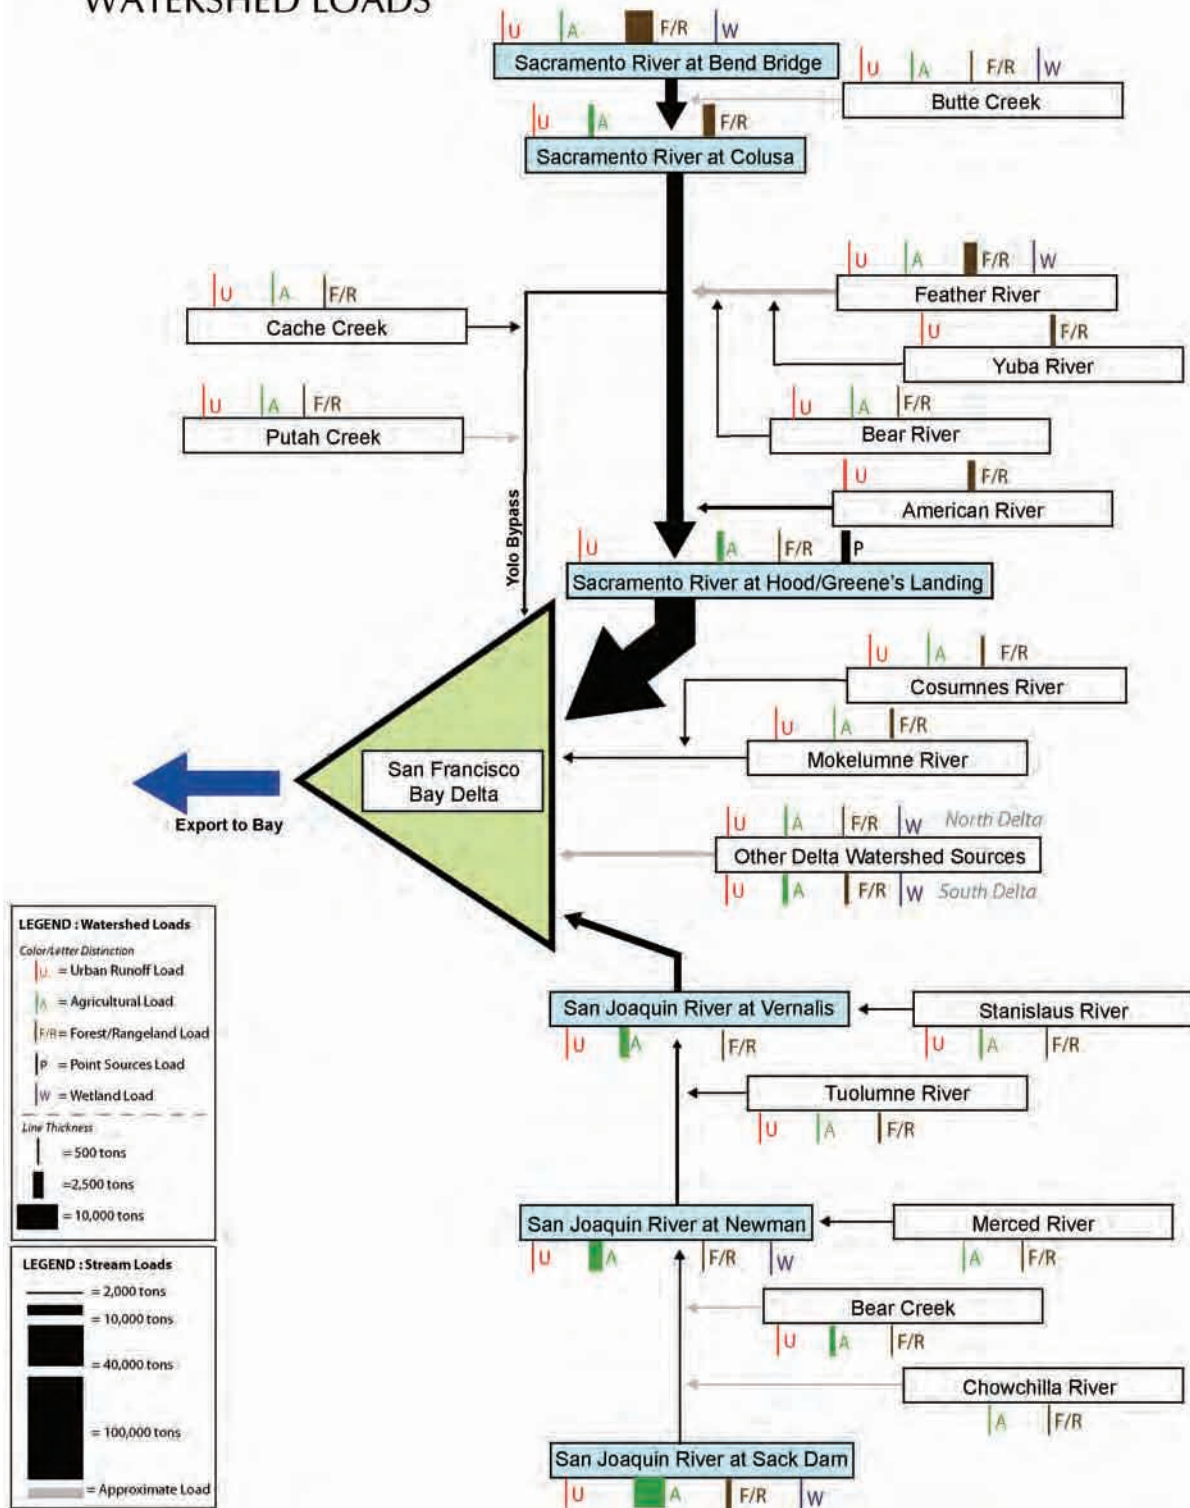 WATERSHED LOADS
U A F/R W
Sacramento River at Bend Bridge
U A F/R W
Butte Creek
U A F/R
Sacramento River at Colusa
U A F/R W
Feather River
U A F/R
Cache Creek
U F/R
Yuba River
U A F/R
Putah Creek
U A F/R
Bear River
U F/R
American River
Yolo Bypass
U A F/R P
Sacramento River at Hood/Greene's Landing
U A F/R
Cosumnes River
U A F/R
Mokelumne River
San Francisco
Bay Delta
Export to Bay
U A F/R W North Delta
Other Delta Watershed Sources
U A F/R W South Delta
San Joaquin River at Vernalis
U A F/R
Stanislaus River
U A F/R
Tuolumne River
U A F/R
San Joaquin River at Newman
U A F/R W
Merced River
A F/R
Bear Creek
U A F/R
Chowchilla River
A F/R
San Joaquin River at Sack Dam
U A F/R W
LEGEND : Watershed Loads
Color/Letter Distinction
U = Urban Runoff Load
A = Agricultural Load
F/R = Forest/Rangeland Load
P = Point Sources Load
W = Wetland Load
Line Thickness
= 500 tons
=2,500 tons
= 10,000 tons
LEGEND : Stream Loads
= 2,000 tons
= 10,000 tons
= 40,000 tons
= 100,000 tons
= Approximate Load